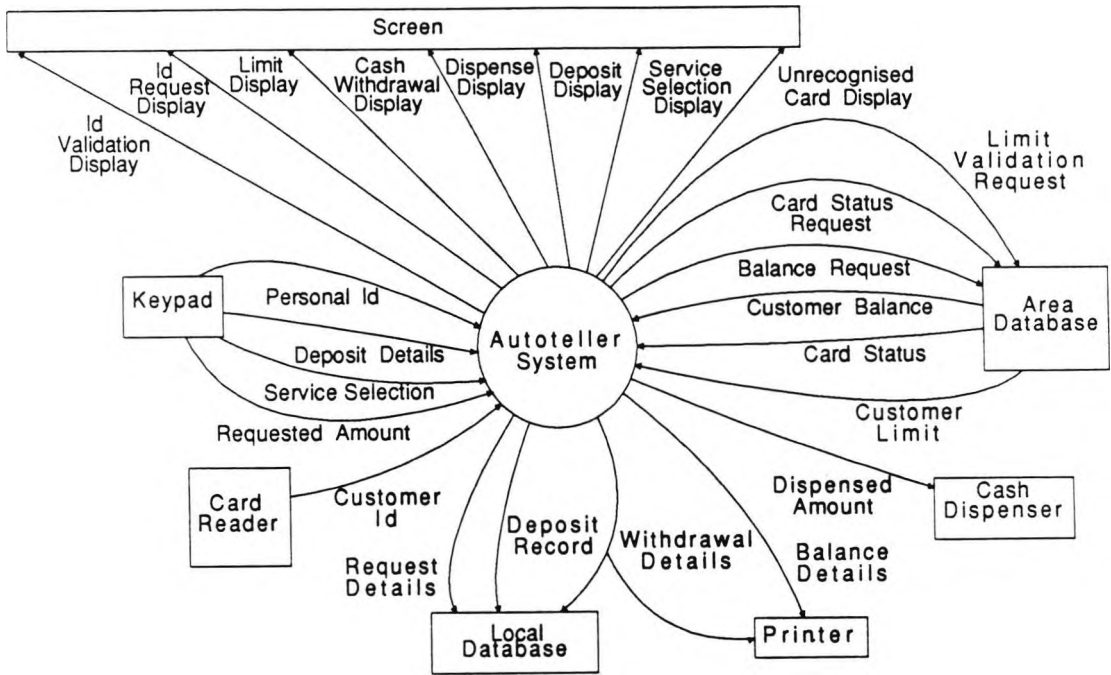 Screen
Id
Validation
Display
Id
Request
Display
Limit
Display
Cash
Withdrawal
Display
Dispense
Display
Deposit
Display
Service
Selection
Display
Unrecognised
Card Display
Limit
Validation
Request
Card Status
Request
Balance Request
Customer Balance
Card Status
Customer
Limit
Area
Database
Keypad
Personal Id
Deposit Details
Service Selection
Requested Amount
Autoteller
System
Card
Reader
Customer
Id
Request
Details
Deposit
Record
Withdrawal
Details
Dispensed
Amount
Balance
Details
Cash
Dispenser
Local
Database
Printer